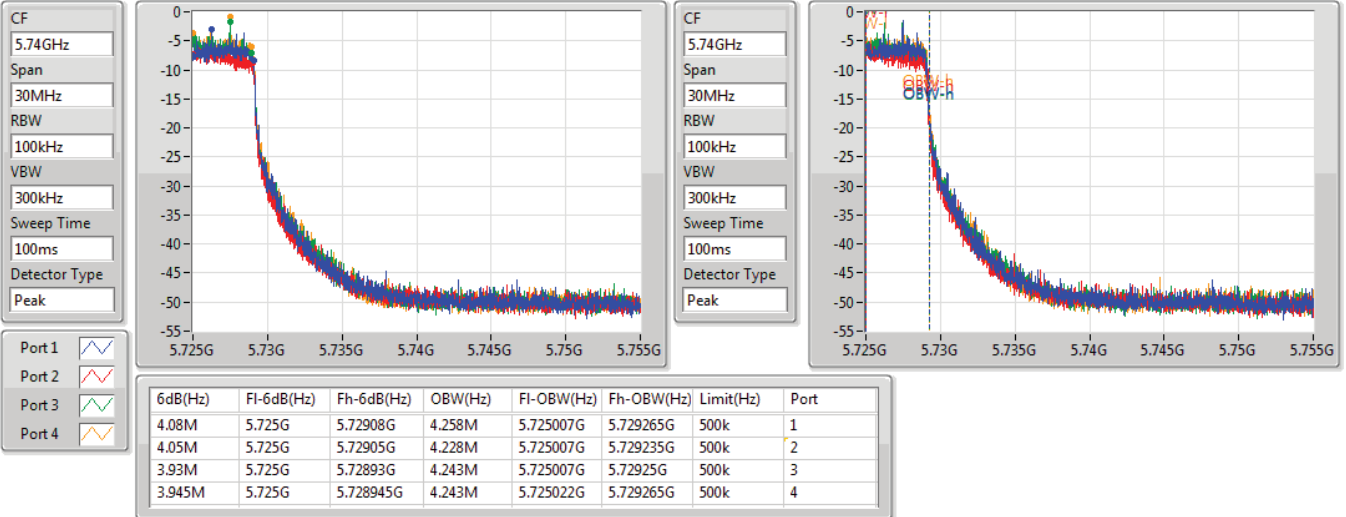 CF
5.74GHz
Span
30MHz
RBW
100kHz
VBW
300kHz
Sweep Time
100ms
Detector Type
Peak
0-
-5-
-10-
-15-
-20-
-25-
-30-
-35-
-40-
-45-
-50-
-55-
5.725G 5.73G 5.735G 5.74G 5.745G 5.75G 5.755G
CF
5.74GHz
Span
30MHz
RBW
100kHz
VBW
300kHz
Sweep Time
100ms
Detector Type
Peak
0-
-5-
-10-
-15-
-20-
-25-
-30-
-35-
-40-
-45-
-50-
-55-
OBW-h
5.725G 5.73G 5.735G 5.74G 5.745G 5.75G 5.755G
Port 1
Port 2
Port 3
Port 4
6dB(Hz) Fl-6dB(Hz) Fh-6dB(Hz) OBW(Hz) Fl-OBW(Hz) Fh-OBW(Hz) Limit(Hz) Port
4.08M 5.725G 5.72908G 4.258M 5.725007G 5.729265G 500k 1
4.05M 5.725G 5.72905G 4.228M 5.725007G 5.729235G 500k 2
3.93M 5.725G 5.72893G 4.243M 5.725007G 5.72925G 500k 3
3.945M 5.725G 5.728945G 4.243M 5.725022G 5.729265G 500k 4